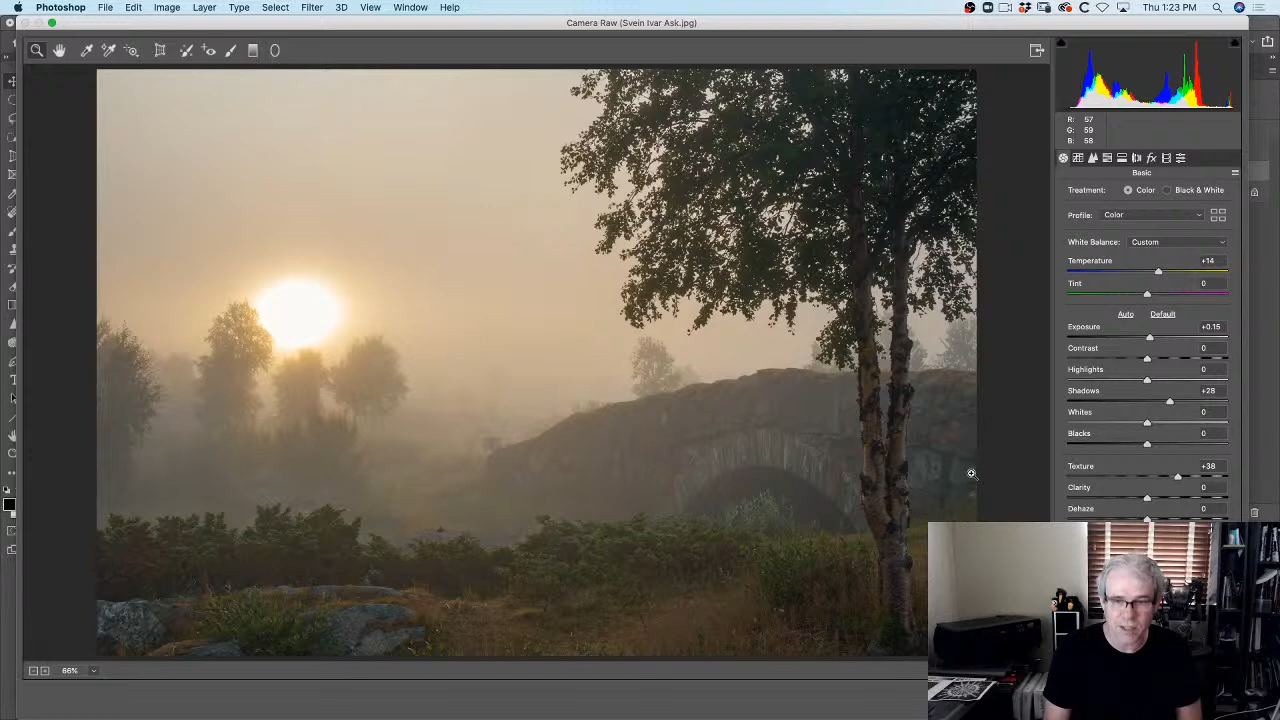 Photoshop File Edit Image Layer Type Select Filter 3D View Window Help Thu 1:23 PM
Camera Raw (Svein Ivar Ask.jpg)
R: 57
G: 59
B: 58
Basic
Treatment: Color Black & White
Profile: Color
White Balance: Custom
Temperature +14
Tint 0
Auto Default
Exposure +0.15
Contrast 0
Highlights 0
Shadows +28
Whites 0
Blacks 0
Texture +38
Clarity 0
Dehaze 0
66%